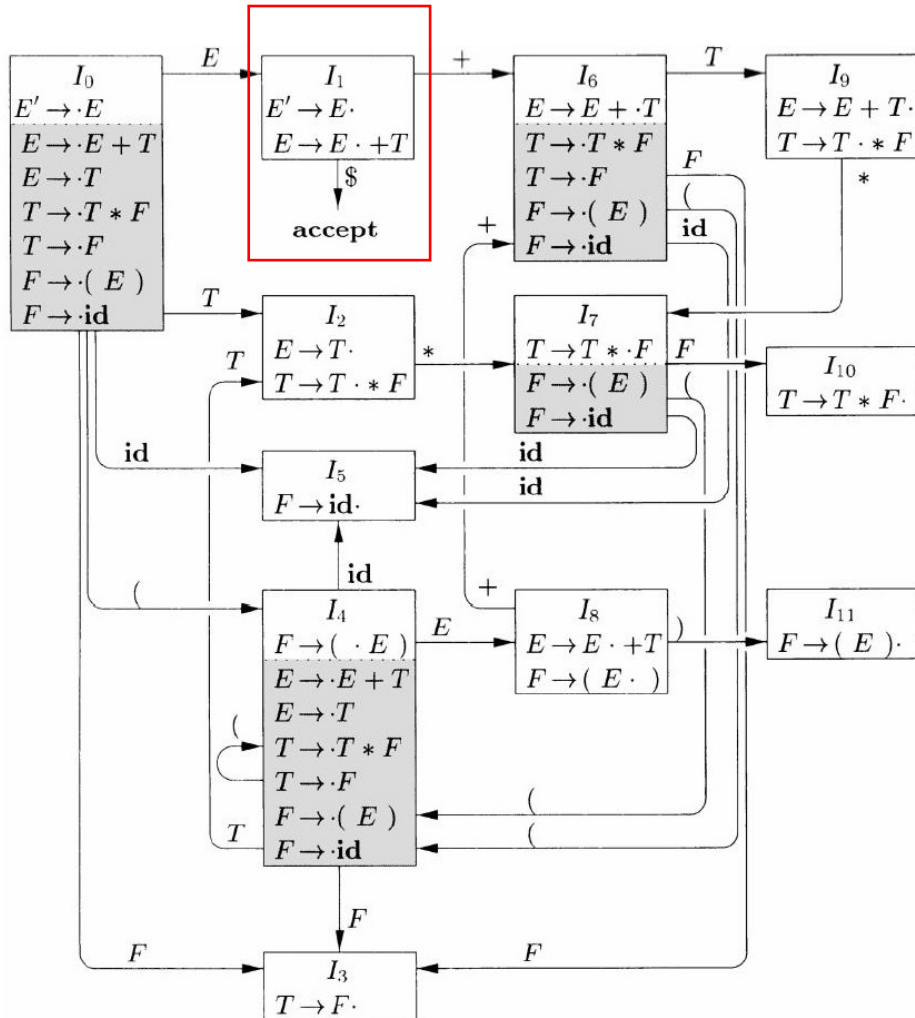 I₀
E' → ·E
E → ·E + T
E → ·T
T → ·T * F
T → ·F
F → ·( E )
F → ·id
E
I₁
E' → E·
E → E · +T
$
accept
+
I₆
E → E + ·T
T → ·T * F
T → ·F
F → ·( E )
F → ·id
T
I₉
E → E + T·
T → T · * F
*
F
(
id
+
T
I₂
E → T·
T → T · * F
T
*
I₇
T → T * ·F
F → ·( E )
F → ·id
F
(
I₁₀
T → T * F·
id
I₅
F → id·
id
id
id
(
I₄
F → ( · E )
E → ·E + T
E → ·T
T → ·T * F
T → ·F
F → ·( E )
F → ·id
E
+
I₈
E → E · +T
F → ( E · )
)
I₁₁
F → ( E )·
(
T
(
(
F
F
I₃
T → F·
F